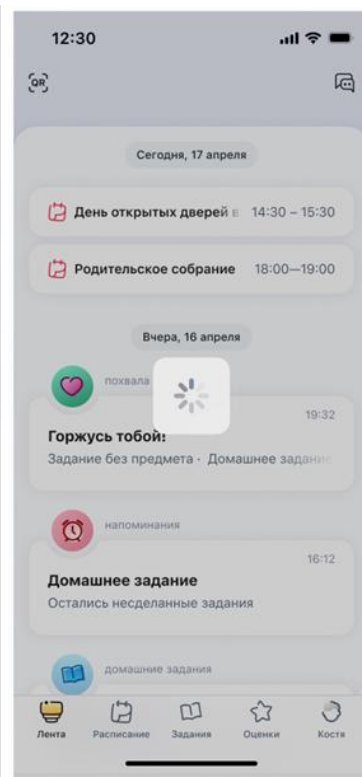 12:30
QR
Сегодня, 17 апреля
День открытых дверей в 14:30 – 15:30
Родительское собрание 18:00—19:00
Вчера, 16 апреля
похвала
19:32
Горжусь тобой!
Задание без предмета · Домашнее задание
напоминания
16:12
Домашнее задание
Остались несделанные задания
домашние задания
Лента Расписание Задания Оценки Костя